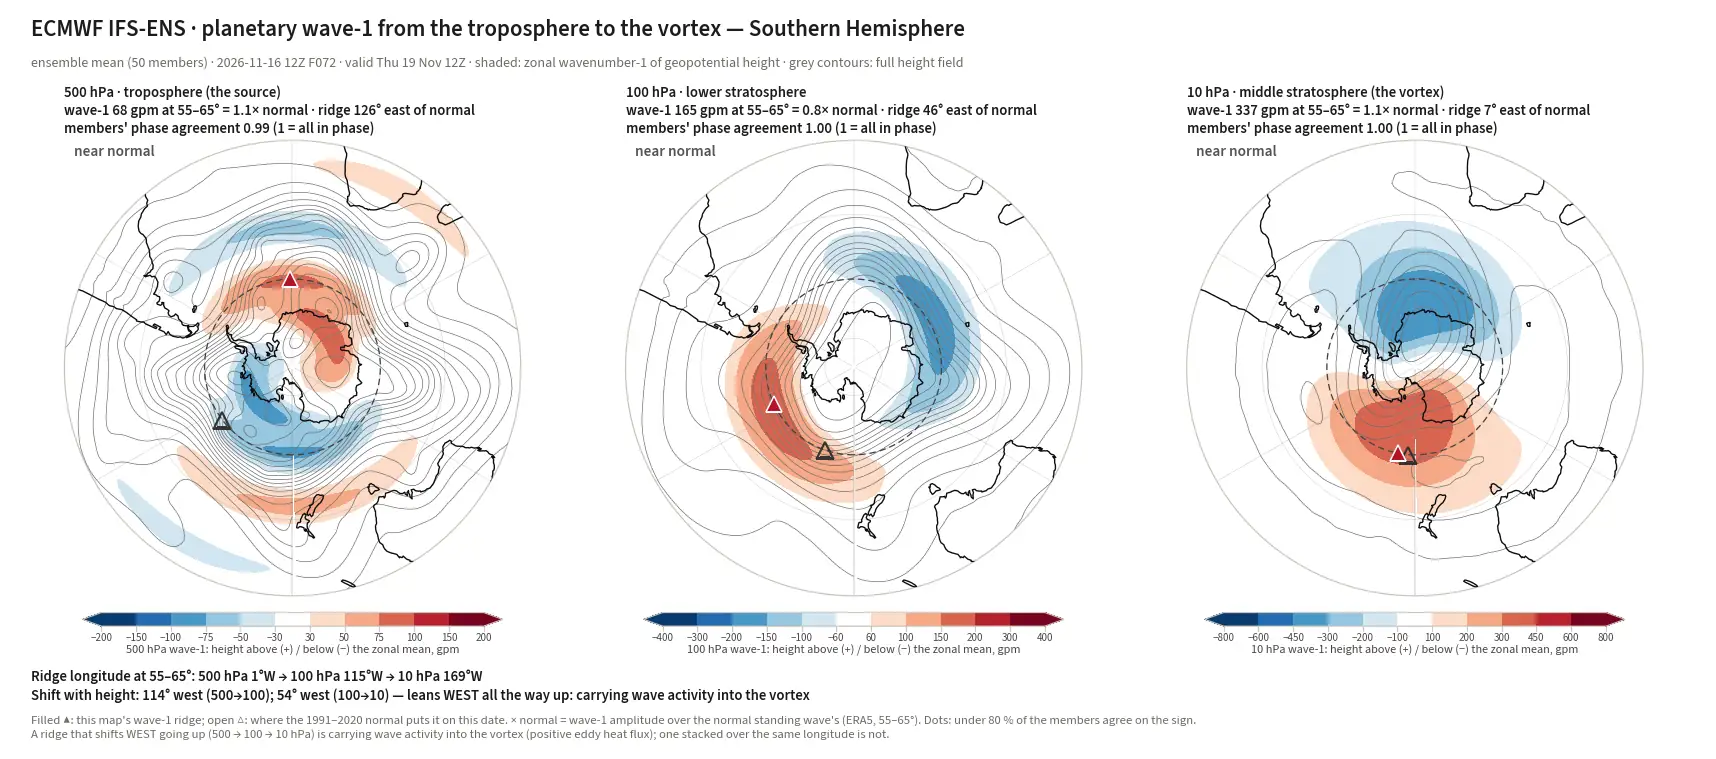 ECMWF IFS-ENS · planetary wave-1 from the troposphere to the vortex — Southern Hemisphere
ensemble mean (50 members) · 2026-11-16 12Z F072 · valid Thu 19 Nov 12Z · shaded: zonal wavenumber-1 of geopotential height · grey contours: full height field
500 hPa · troposphere (the source)
wave-1 68 gpm at 55–65° = 1.1× normal · ridge 126° east of normal
members' phase agreement 0.99 (1 = all in phase)
near normal
100 hPa · lower stratosphere
wave-1 165 gpm at 55–65° = 0.8× normal · ridge 46° east of normal
members' phase agreement 1.00 (1 = all in phase)
near normal
10 hPa · middle stratosphere (the vortex)
wave-1 337 gpm at 55–65° = 1.1× normal · ridge 7° east of normal
members' phase agreement 1.00 (1 = all in phase)
near normal
−200 −150 −100 −75 −50 −30 30 50 75 100 150 200
500 hPa wave-1: height above (+) / below (−) the zonal mean, gpm
−400 −300 −200 −150 −100 −60 60 100 150 200 300 400
100 hPa wave-1: height above (+) / below (−) the zonal mean, gpm
−800 −600 −450 −300 −200 −100 100 200 300 450 600 800
10 hPa wave-1: height above (+) / below (−) the zonal mean, gpm
Ridge longitude at 55–65°: 500 hPa 1°W → 100 hPa 115°W → 10 hPa 169°W
Shift with height: 114° west (500→100); 54° west (100→10) — leans WEST all the way up: carrying wave activity into the vortex
Filled ▲: this map's wave-1 ridge; open △: where the 1991–2020 normal puts it on this date. × normal = wave-1 amplitude over the normal standing wave's (ERA5, 55–65°). Dots: under 80 % of the members agree on the sign.
A ridge that shifts WEST going up (500 → 100 → 10 hPa) is carrying wave activity into the vortex (positive eddy heat flux); one stacked over the same longitude is not.